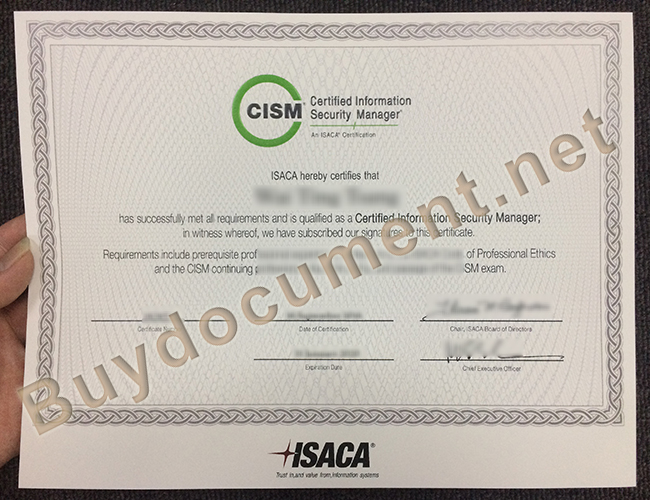 CISM®
Certified Information
Security Manager®
An ISACA® Certification
ISACA hereby certifies that
has successfully met all requirements and is qualified as a Certified Information Security Manager;
in witness whereof, we have subscribed our signatures to this certificate.
Requirements include prerequisite prof of Professional Ethics
and the CISM continuing SM exam.
Certificate Date of Certification Chair, ISACA Board of Directors
Expiration Date Chief Executive Officer
Buydocument.net
ISACA®
Trust in, and value from, information systems